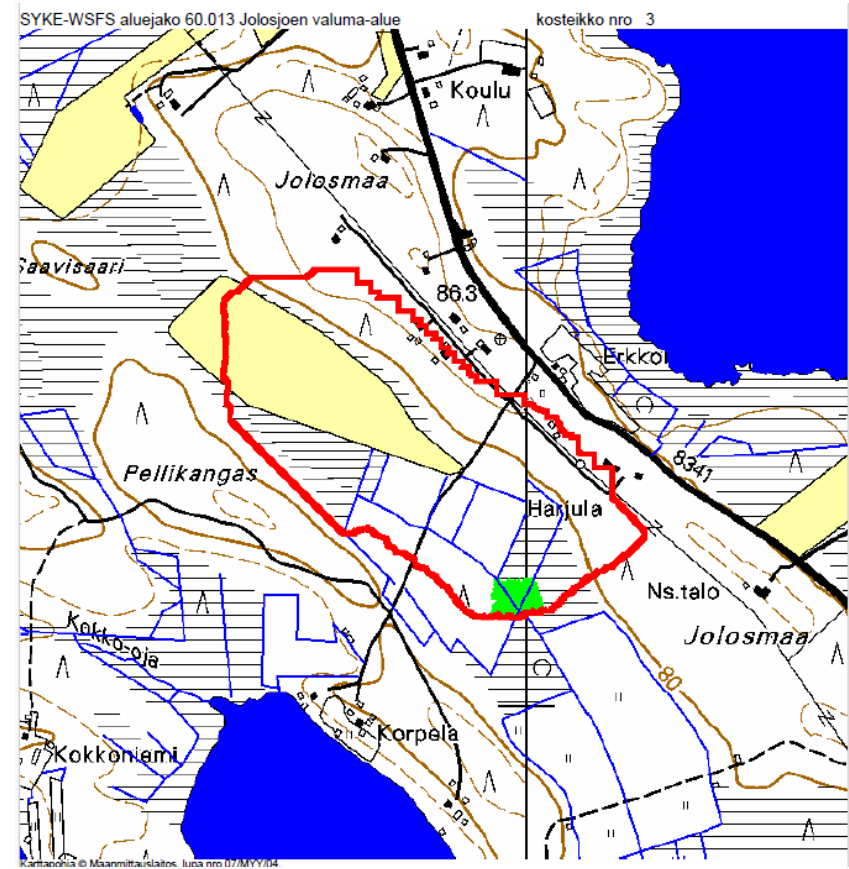 SYKE-WSFS aluejako 60.013 Jolosjoen valuma-alue kosteikko nro 3
Koulu
Jolosmaa
Saavisaari
86.3
Erkkol
Pellikangas
8341
Harjula
Ns.talo
Kokko-oja
Jolosmaa
80
Korpela
Kokkoniemi
Karttapohja © Maanmittauslaitos, lupa nro 07/MYY/04